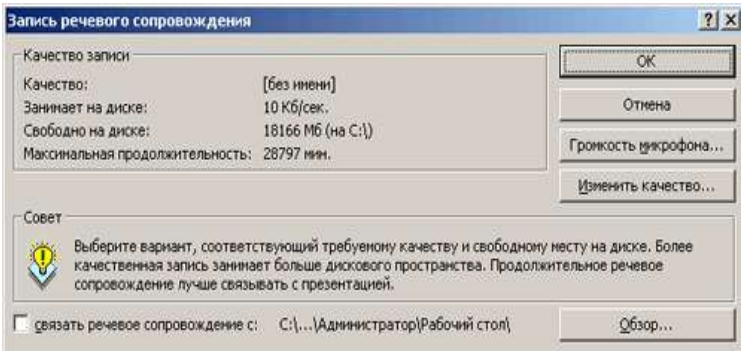 Запись речевого сопровождения
Качество записи
Качество: [без имени]
Занимает на диске: 10 Кб/сек.
Свободно на диске: 18166 Мб (на C:\)
Максимальная продолжительность: 28797 мин.
ОК
Отмена
Громкость микрофона...
Изменить качество...
Совет
Выберите вариант, соответствующий требуемому качеству и свободному месту на диске. Более
качественная запись занимает больше дискового пространства. Продолжительное речевое
сопровождение лучше связывать с презентацией.
связать речевое сопровождение с: C:\...\Администратор\Рабочий стол\
Обзор...